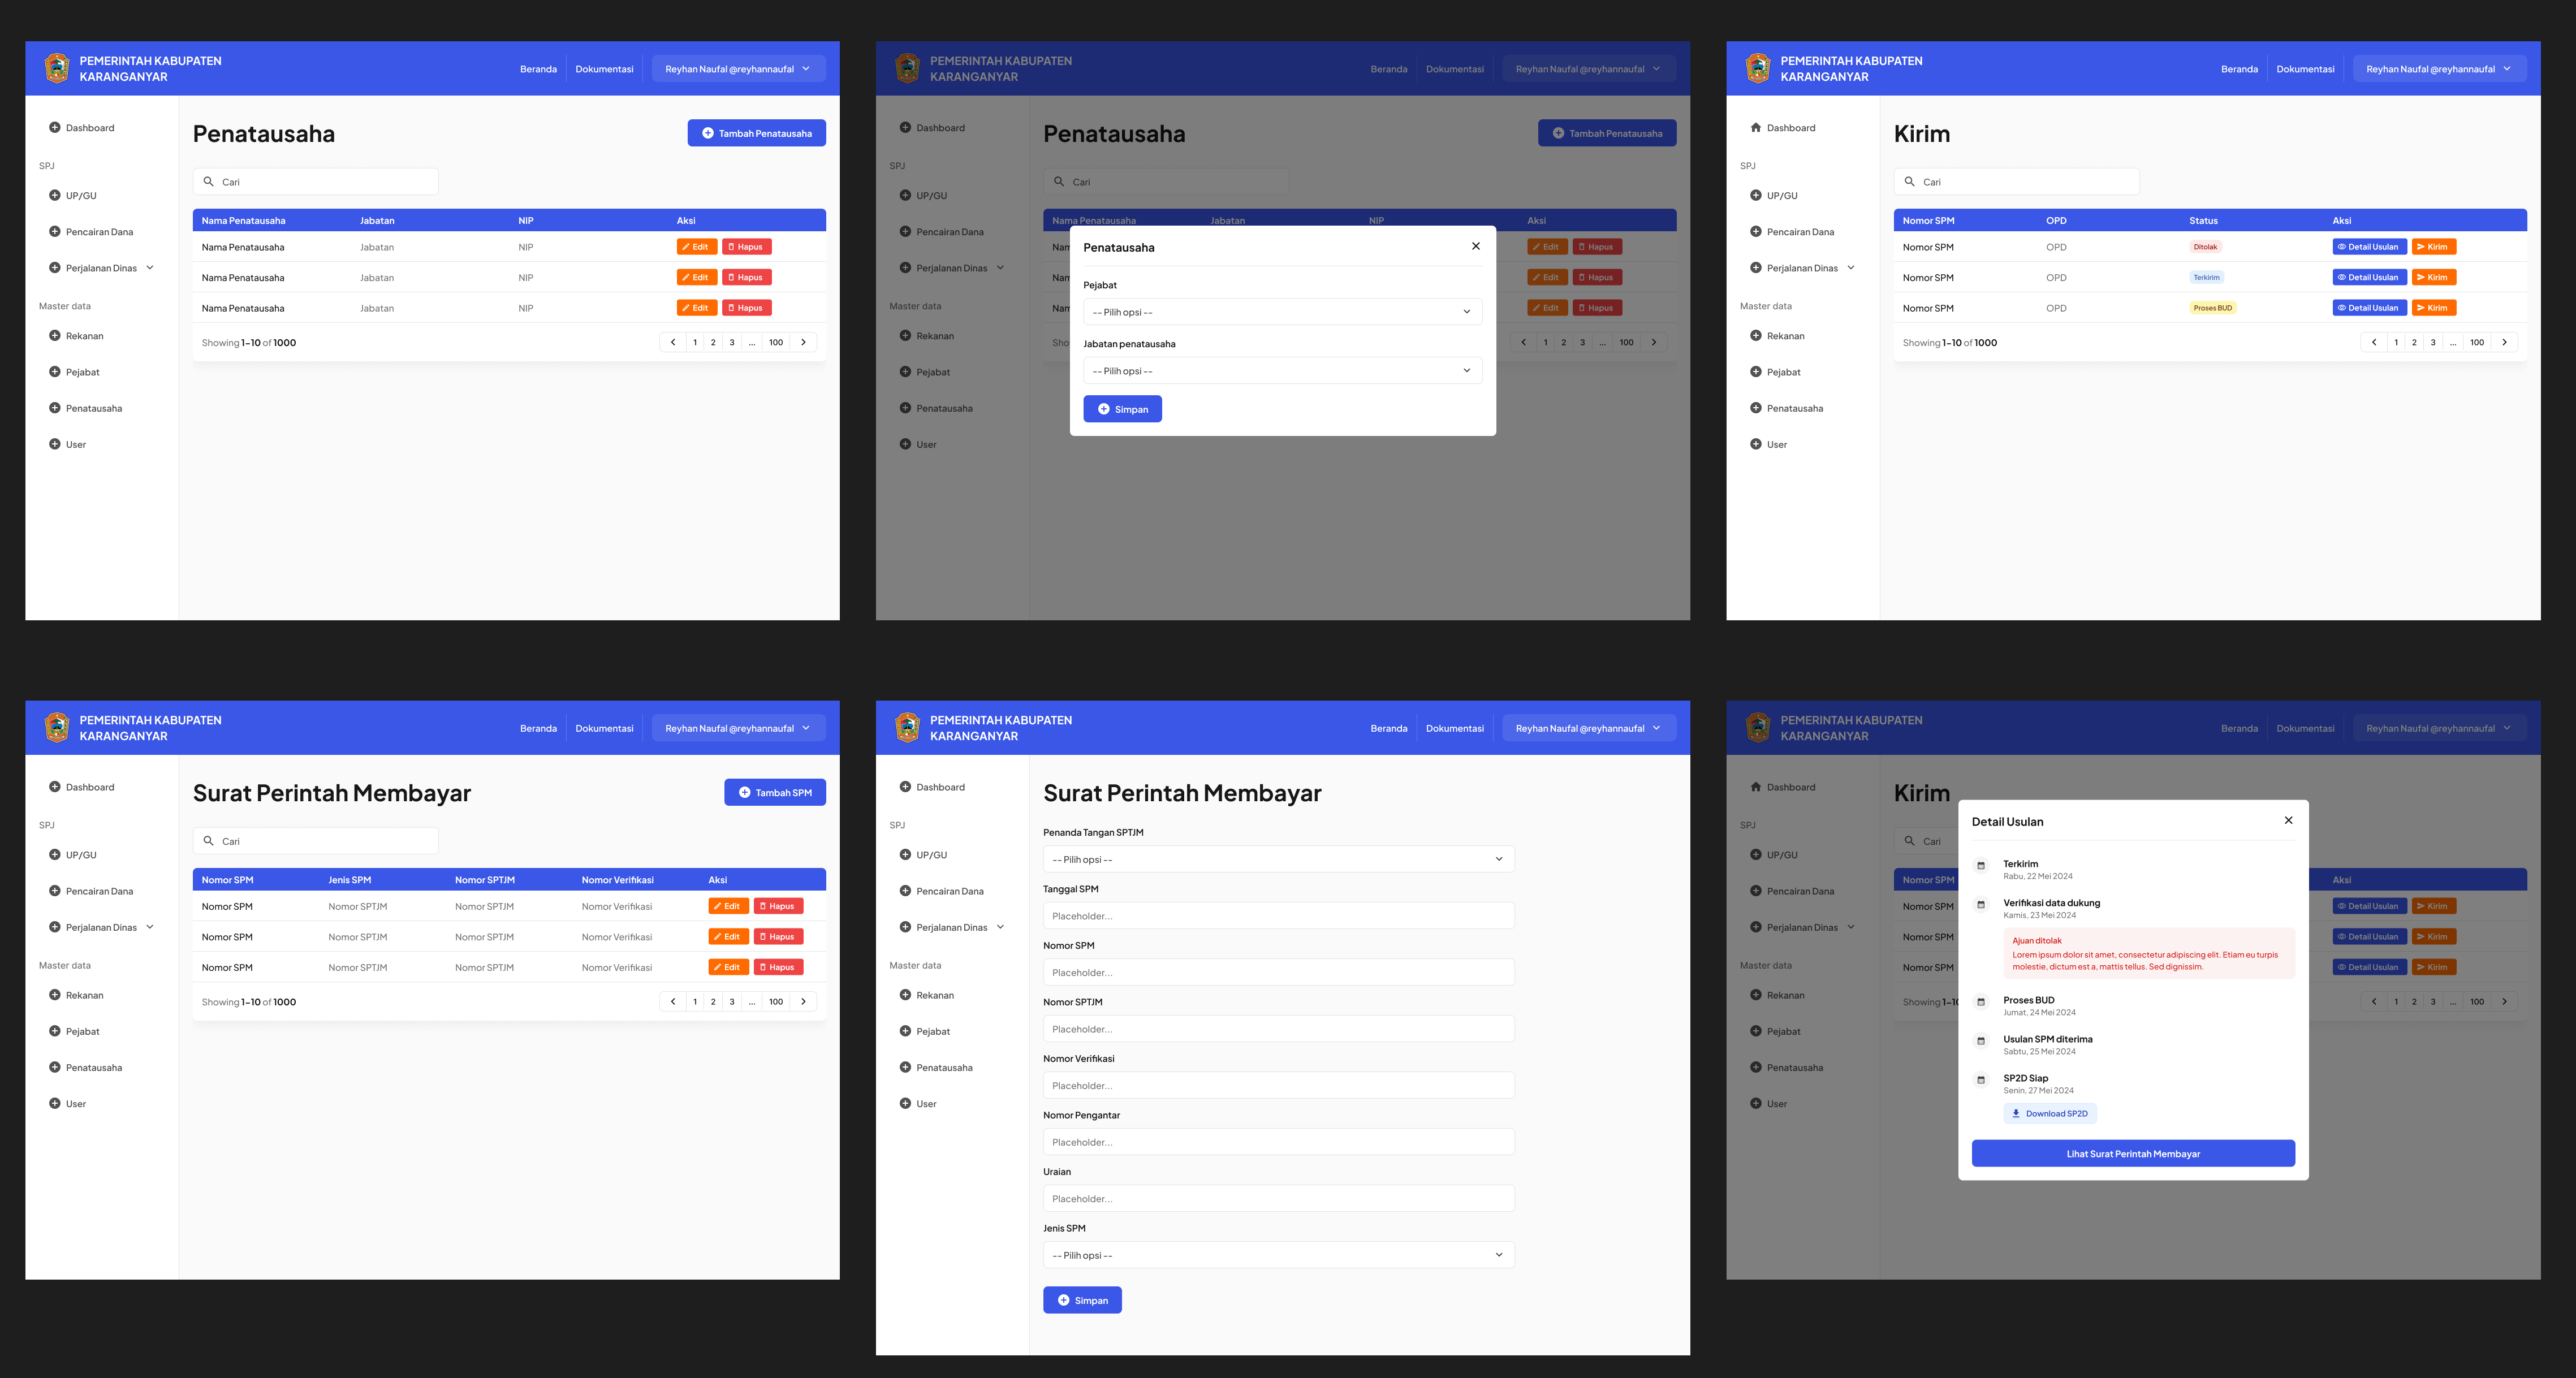 PEMERINTAH KABUPATEN
KARANGANYAR
Beranda
Dokumentasi
Reyhan Naufal @reyhannaufal
Dashboard
SPJ
UP/GU
Pencairan Dana
Perjalanan Dinas
Master data
Rekanan
Pejabat
Penatausaha
User
Penatausaha
Tambah Penatausaha
Cari
Nama Penatausaha Jabatan NIP Aksi
Nama Penatausaha Jabatan NIP Edit Hapus
Nama Penatausaha Jabatan NIP Edit Hapus
Nama Penatausaha Jabatan NIP Edit Hapus
Showing 1-10 of 1000
1 2 3 ... 100
PEMERINTAH KABUPATEN
KARANGANYAR
Beranda
Dokumentasi
Reyhan Naufal @reyhannaufal
Dashboard
SPJ
UP/GU
Pencairan Dana
Perjalanan Dinas
Master data
Rekanan
Pejabat
Penatausaha
User
Penatausaha
Tambah Penatausaha
Cari
Nama Penatausaha Jabatan NIP Aksi
Nam Edit Hapus
Nam Edit Hapus
Nam Edit Hapus
Sho
1 2 3 ... 100
Penatausaha
Pejabat
-- Pilih opsi --
Jabatan penatausaha
-- Pilih opsi --
Simpan
PEMERINTAH KABUPATEN
KARANGANYAR
Beranda
Dokumentasi
Reyhan Naufal @reyhannaufal
Dashboard
SPJ
UP/GU
Pencairan Dana
Perjalanan Dinas
Master data
Rekanan
Pejabat
Penatausaha
User
Kirim
Cari
Nomor SPM OPD Status Aksi
Nomor SPM OPD Ditolak Detail Usulan Kirim
Nomor SPM OPD Terkirim Detail Usulan Kirim
Nomor SPM OPD Proses BUD Detail Usulan Kirim
Showing 1-10 of 1000
1 2 3 ... 100
PEMERINTAH KABUPATEN
KARANGANYAR
Beranda
Dokumentasi
Reyhan Naufal @reyhannaufal
Dashboard
SPJ
UP/GU
Pencairan Dana
Perjalanan Dinas
Master data
Rekanan
Pejabat
Penatausaha
User
Surat Perintah Membayar
Tambah SPM
Cari
Nomor SPM Jenis SPM Nomor SPTJM Nomor Verifikasi Aksi
Nomor SPM Nomor SPTJM Nomor SPTJM Nomor Verifikasi Edit Hapus
Nomor SPM Nomor SPTJM Nomor SPTJM Nomor Verifikasi Edit Hapus
Nomor SPM Nomor SPTJM Nomor SPTJM Nomor Verifikasi Edit Hapus
Showing 1-10 of 1000
1 2 3 ... 100
PEMERINTAH KABUPATEN
KARANGANYAR
Beranda
Dokumentasi
Reyhan Naufal @reyhannaufal
Dashboard
SPJ
UP/GU
Pencairan Dana
Perjalanan Dinas
Master data
Rekanan
Pejabat
Penatausaha
User
Surat Perintah Membayar
Penanda Tangan SPTJM
-- Pilih opsi --
Tanggal SPM
Placeholder...
Nomor SPM
Placeholder...
Nomor SPTJM
Placeholder...
Nomor Verifikasi
Placeholder...
Nomor Pengantar
Placeholder...
Uraian
Placeholder...
Jenis SPM
-- Pilih opsi --
Simpan
PEMERINTAH KABUPATEN
KARANGANYAR
Beranda
Dokumentasi
Reyhan Naufal @reyhannaufal
Dashboard
SPJ
UP/GU
Pencairan Dana
Perjalanan Dinas
Master data
Rekanan
Pejabat
Penatausaha
User
Kirim
Cari
Nomor SPM Aksi
Nomor SPM Detail Usulan Kirim
Nomor SPM Detail Usulan Kirim
Nomor SPM Detail Usulan Kirim
Showing 1-10
1 2 3 ... 100
Detail Usulan
Terkirim
Rabu, 22 Mei 2024
Verifikasi data dukung
Kamis, 23 Mei 2024
Ajuan ditolak
Lorem ipsum dolor sit amet, consectetur adipiscing elit. Etiam eu turpis
molestie, dictum est a, mattis tellus. Sed dignissim.
Proses BUD
Jumat, 24 Mei 2024
Usulan SPM diterima
Sabtu, 25 Mei 2024
SP2D Siap
Senin, 27 Mei 2024
Download SP2D
Lihat Surat Perintah Membayar